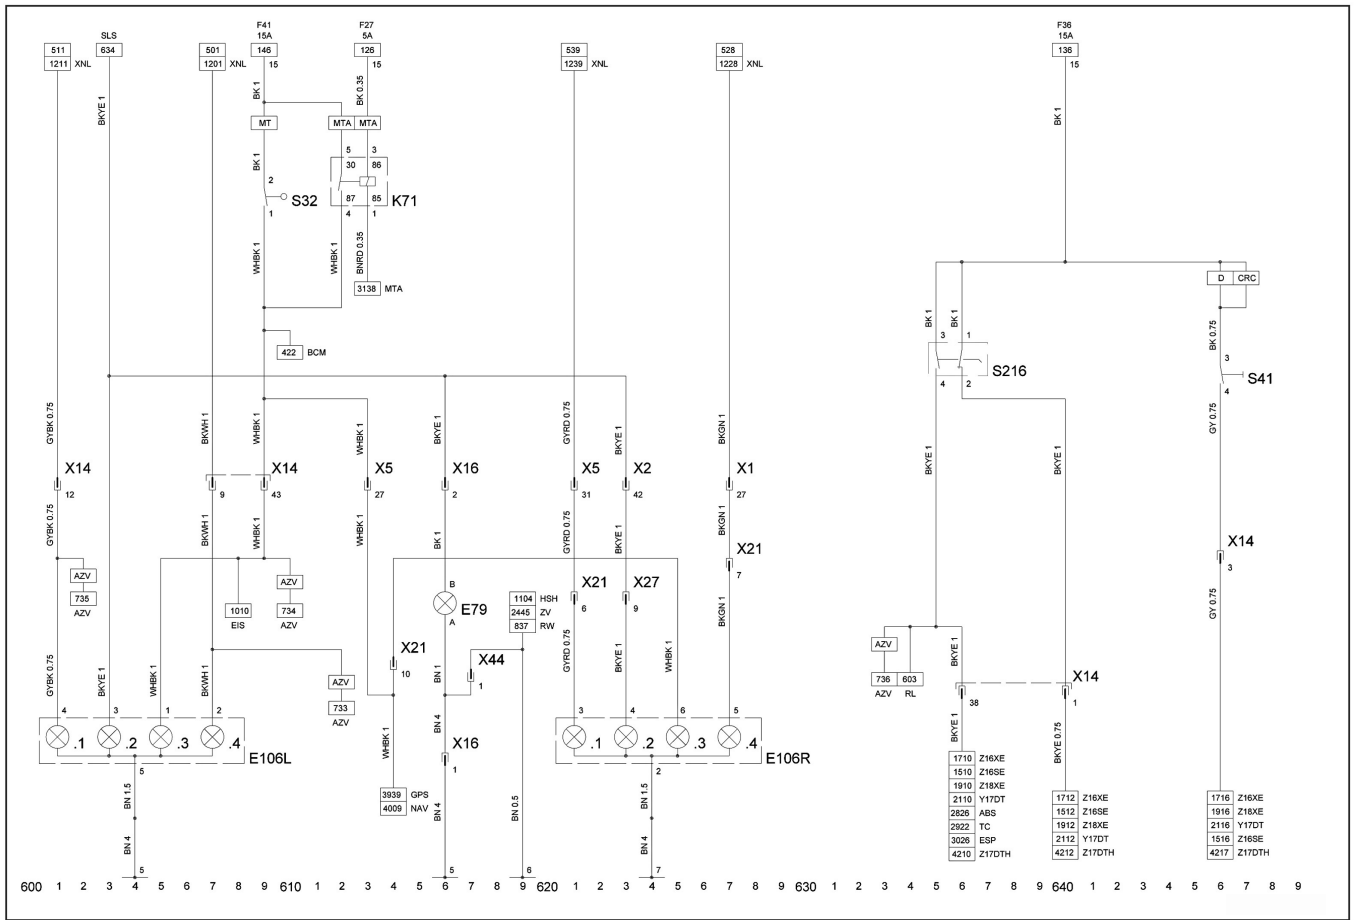 F41
F27
F36
SLS
15A
5A
15A
511
634
501
146
126
539
528
136
1211 XNL
1201 XNL
15
15
1239 XNL
1228 XNL
15
BKYE 1
BK 1
BK 0.35
BK 1
MT
MTA
MTA
5
3
BK 1
30
86
2
S32
87
85
K71
1
4
1
WHBK 1
WHBK 1
BNRD 0.35
D
CRC
3138 MTA
BK 1
BK 1
BK 0.75
3
1
422 BCM
S216
3
S41
4
2
4
GYBK 0.75
BKWH 1
WHBK 1
WHBK 1
BKYE 1
GYRD 0.75
BKYE 1
BKGN 1
BKYE 1
BKYE 1
GY 0.75
X14
X14
X5
X16
X5
X2
X1
12
9
43
27
2
31
42
27
GYBK 0.75
BKWH 1
WHBK 1
WHBK 1
BK 1
GYRD 0.75
BKYE 1
BKGN 1
X21
X14
7
3
AZV
AZV
B
X21
X27
735
1010
734
E79
1104 HSH
6
9
AZV
EIS
AZV
A
2445 ZV
837 RW
BKGN 1
GY 0.75
GYBK 0.75
BKYE 1
WHBK 1
BKWH 1
X21
X44
GYRD 0.75
BKYE 1
WHBK 1
AZV
BKYE 1
10
BN 1
1
AZV
736
603
X14
733
AZV
RL
38
1
AZV
4
3
1
2
3
4
6
5
.1
.2
.3
.4
WHBK 1
BN 4
X16
.1
.2
.3
.4
BKYE 1
BKYE 0.75
E106L
E106R
5
1
2
1710 Z16XE
1510 Z16SE
1910 Z18XE
2110 Y17DT
2826 ABS
2922 TC
3026 ESP
4210 Z17DTH
1712 Z16XE
1512 Z16SE
1912 Z18XE
2112 Y17DT
4212 Z17DTH
1716 Z16XE
1916 Z18XE
2116 Y17DT
1516 Z16SE
4217 Z17DTH
BN 1.5
3939 GPS
4009 NAV
BN 4
BN 0.5
BN 1.5
BN 4
BN 4
5
5
6
7
600 1 2 3 4 5 6 7 8 9 610 1 2 3 4 5 6 7 8 9 620 1 2 3 4 5 6 7 8 9 630 1 2 3 4 5 6 7 8 9 640 1 2 3 4 5 6 7 8 9